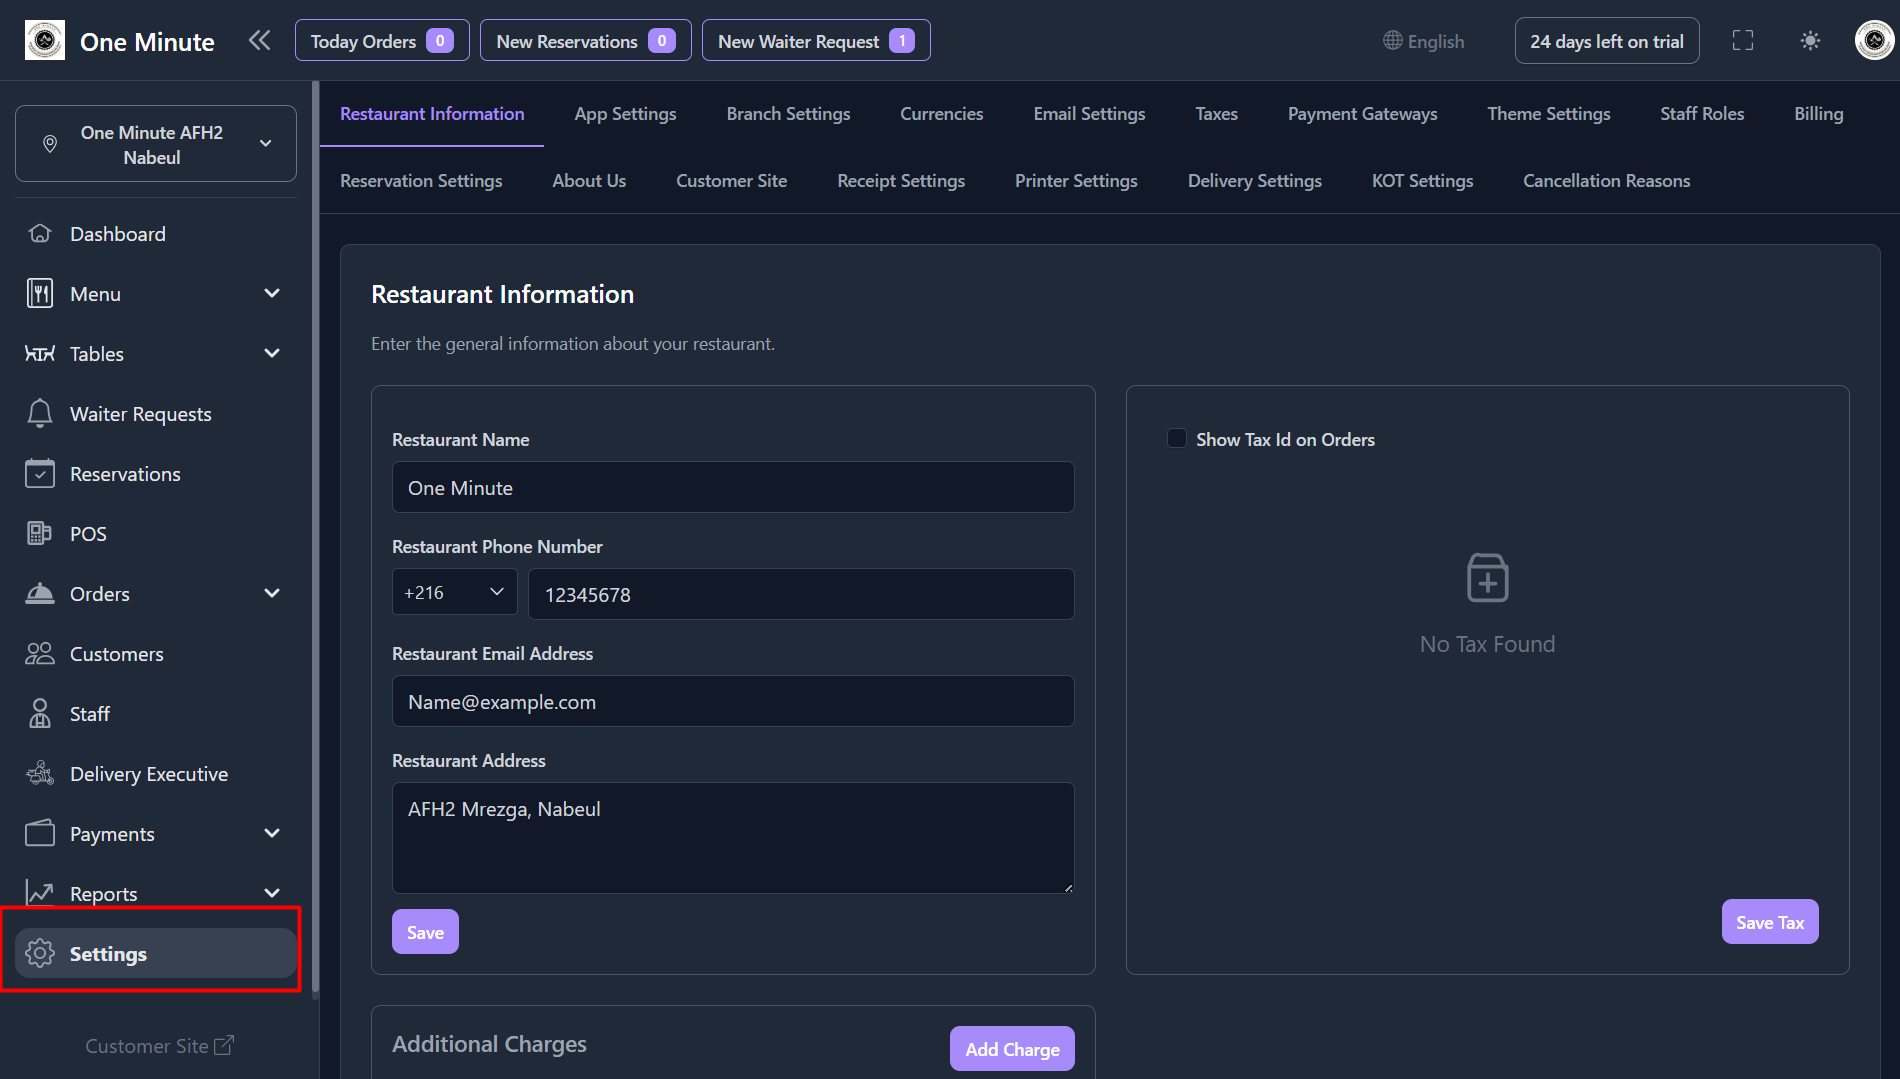 One Minute
Today Orders 0
New Reservations 0
New Waiter Request 1
English
24 days left on trial
One Minute AFH2
Nabeul
Dashboard
Menu
Tables
Waiter Requests
Reservations
POS
Orders
Customers
Staff
Delivery Executive
Payments
Reports
Settings
Customer Site
Restaurant Information
App Settings
Branch Settings
Currencies
Email Settings
Taxes
Payment Gateways
Theme Settings
Staff Roles
Billing
Reservation Settings
About Us
Customer Site
Receipt Settings
Printer Settings
Delivery Settings
KOT Settings
Cancellation Reasons
Restaurant Information
Enter the general information about your restaurant.
Restaurant Name
One Minute
Restaurant Phone Number
+216
12345678
Restaurant Email Address
Name@example.com
Restaurant Address
AFH2 Mrezga, Nabeul
Save
Show Tax Id on Orders
No Tax Found
Save Tax
Additional Charges
Add Charge